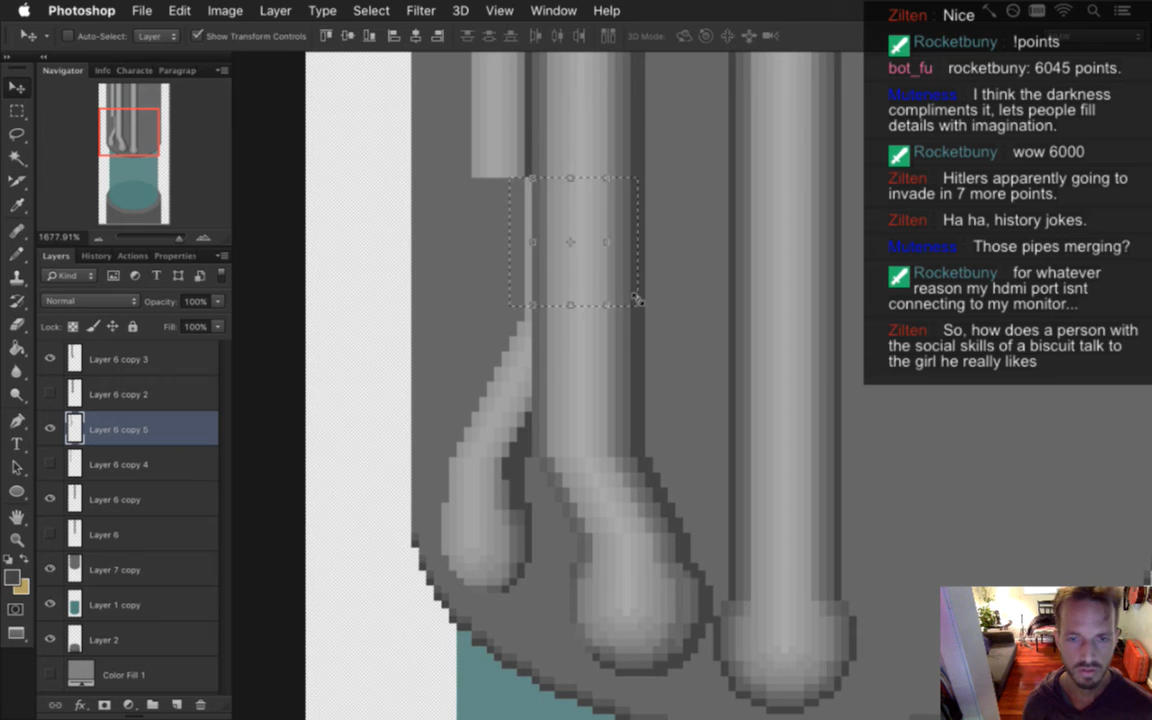 Photoshop File Edit Image Layer Type Select Filter 3D View Window Help
Auto-Select: Layer Show Transform Controls 3D Mode:
Navigator Info Characte Paragrap
1677.91%
Layers History Actions Properties
Kind
Normal Opacity: 100%
Lock: Fill: 100%
Layer 6 copy 3
Layer 6 copy 2
Layer 6 copy 5
Layer 6 copy 4
Layer 6 copy
Layer 6
Layer 7 copy
Layer 1 copy
Layer 2
Color Fill 1
fx
Zilten Nice
Rocketbuny !points
bot_fu rocketbuny: 6045 points.
Muteness I think the darkness
compliments it, lets people fill
details with imagination.
Rocketbuny wow 6000
Zilten Hitlers apparently going to
invade in 7 more points.
Zilten Ha ha, history jokes.
Muteness Those pipes merging?
Rocketbuny for whatever
reason my hdmi port isnt
connecting to my monitor...
Zilten So, how does a person with
the social skills of a biscuit talk to
the girl he really likes